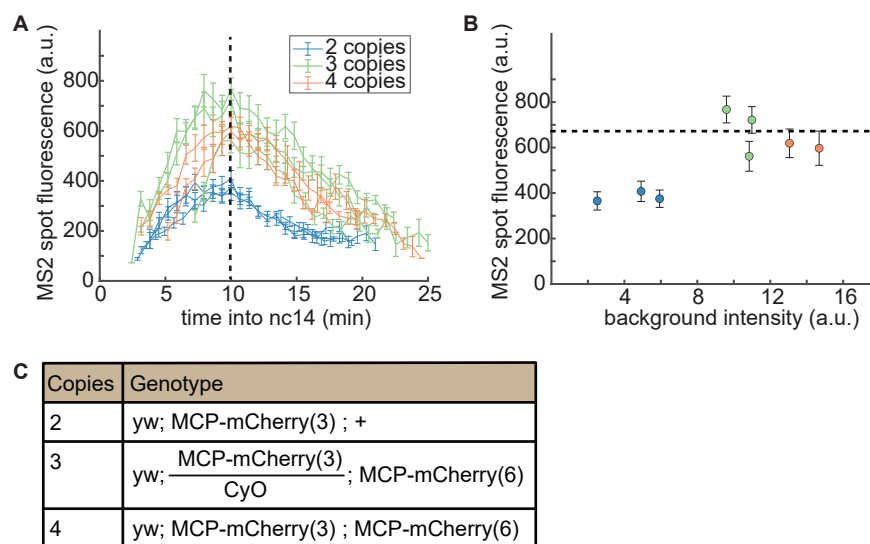 A
MS2 spot fluorescence (a.u.)
800
600
400
200
0
0 5 10 15 20 25
time into nc14 (min)
2 copies
3 copies
4 copies
B
MS2 spot fluorescence (a.u.)
800
600
400
200
0
4 8 12 16
background intensity (a.u.)
C
Copies Genotype
2 yw; MCP-mCherry(3) ; +
3 yw; MCP-mCherry(3) ; MCP-mCherry(6)
CyO
4 yw; MCP-mCherry(3) ; MCP-mCherry(6)